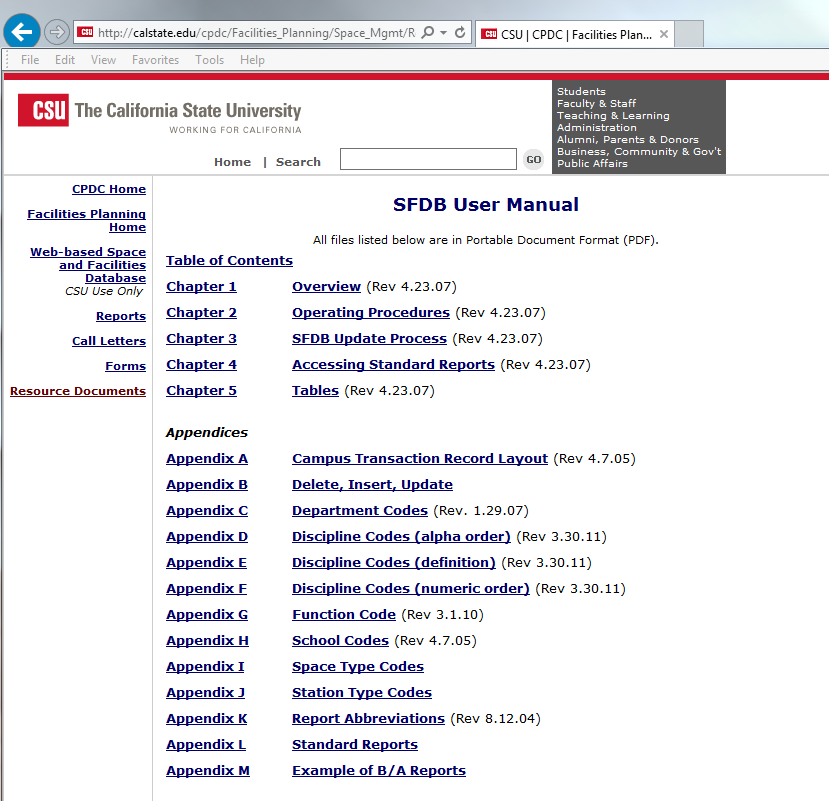 http://calstate.edu/cpdc/Facilities_Planning/Space_Mgmt/R
CSU | CPDC | Facilities Plan...
File Edit View Favorites Tools Help
CSU The California State University
WORKING FOR CALIFORNIA
Home | Search
GO
Students
Faculty & Staff
Teaching & Learning
Administration
Alumni, Parents & Donors
Business, Community & Gov't
Public Affairs
CPDC Home
Facilities Planning
Home
Web-based Space
and Facilities
Database
CSU Use Only
Reports
Call Letters
Forms
Resource Documents
SFDB User Manual
All files listed below are in Portable Document Format (PDF).
Table of Contents
Chapter 1 Overview (Rev 4.23.07)
Chapter 2 Operating Procedures (Rev 4.23.07)
Chapter 3 SFDB Update Process (Rev 4.23.07)
Chapter 4 Accessing Standard Reports (Rev 4.23.07)
Chapter 5 Tables (Rev 4.23.07)
Appendices
Appendix A Campus Transaction Record Layout (Rev 4.7.05)
Appendix B Delete, Insert, Update
Appendix C Department Codes (Rev. 1.29.07)
Appendix D Discipline Codes (alpha order) (Rev 3.30.11)
Appendix E Discipline Codes (definition) (Rev 3.30.11)
Appendix F Discipline Codes (numeric order) (Rev 3.30.11)
Appendix G Function Code (Rev 3.1.10)
Appendix H School Codes (Rev 4.7.05)
Appendix I Space Type Codes
Appendix J Station Type Codes
Appendix K Report Abbreviations (Rev 8.12.04)
Appendix L Standard Reports
Appendix M Example of B/A Reports